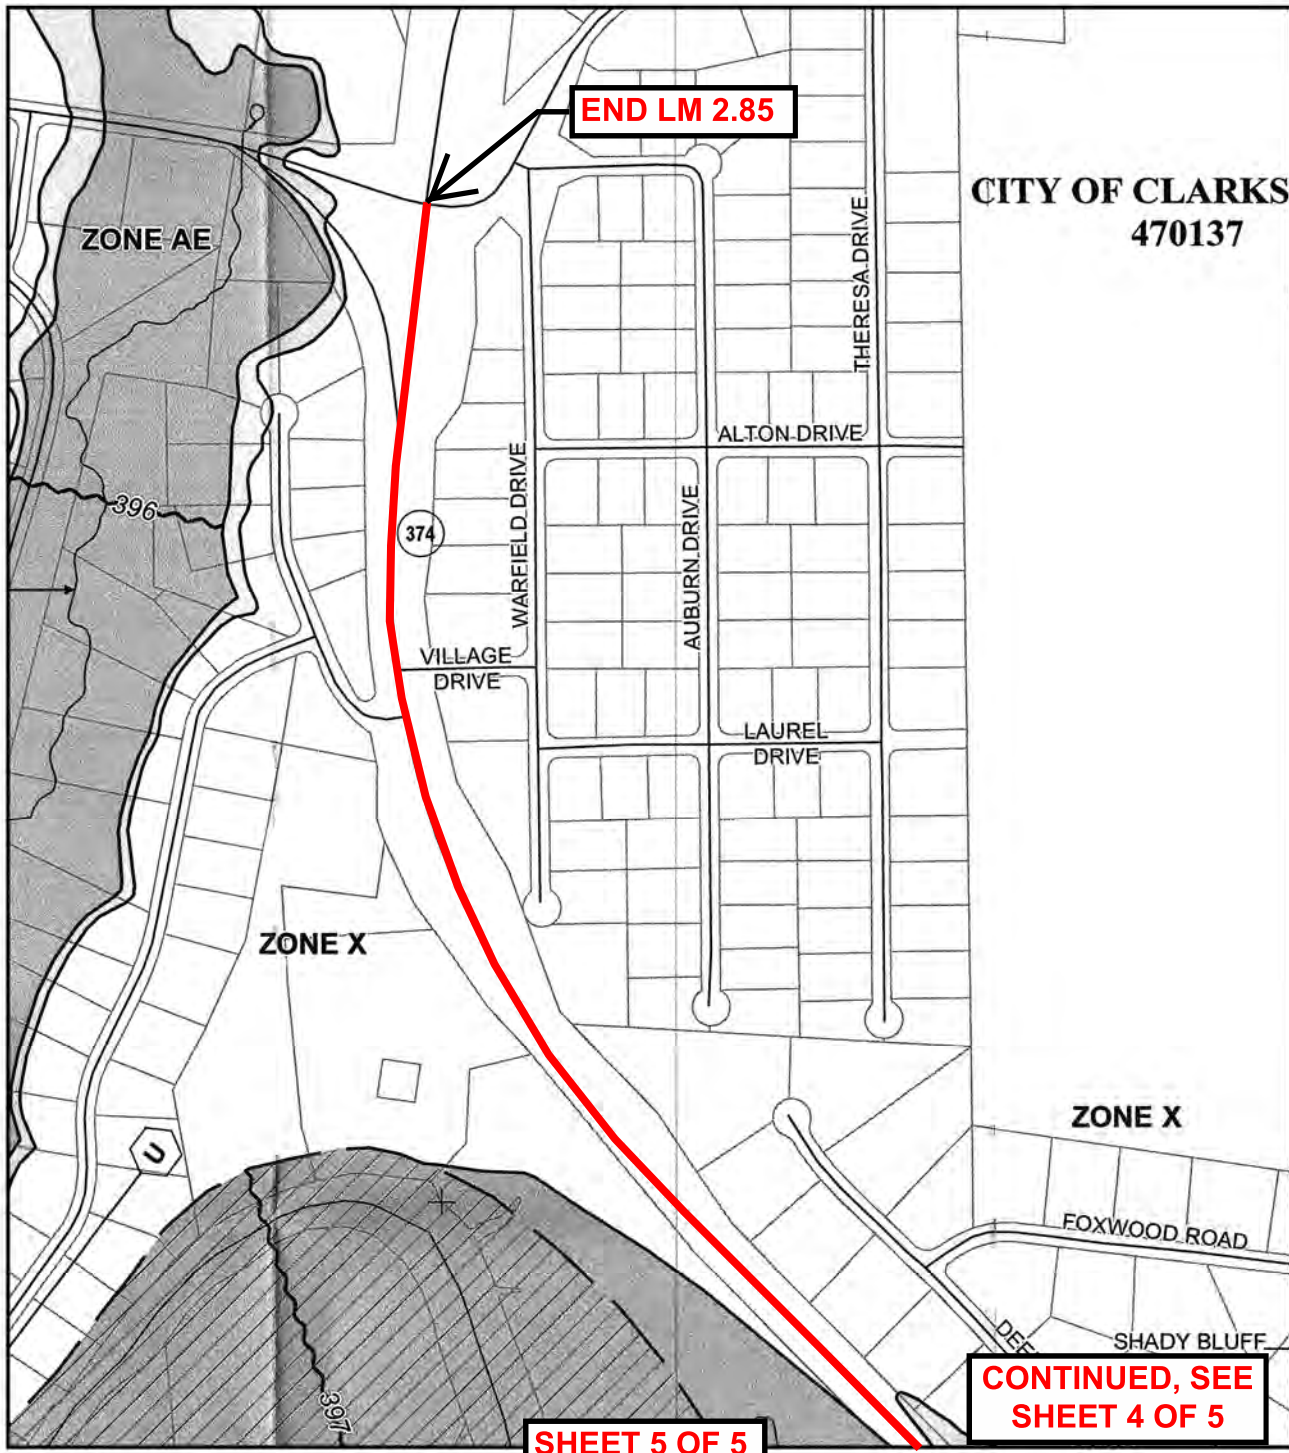 END LM 2.85
CITY OF CLARKS
470137
ZONE AE
THERESA DRIVE
ALTON DRIVE
WARFIELD DRIVE
AUBURN DRIVE
396
374
VILLAGE
DRIVE
LAUREL
DRIVE
ZONE X
ZONE X
U
FOXWOOD ROAD
SHADY BLUFF
CONTINUED, SEE
SHEET 4 OF 5
397
SHEET 5 OF 5